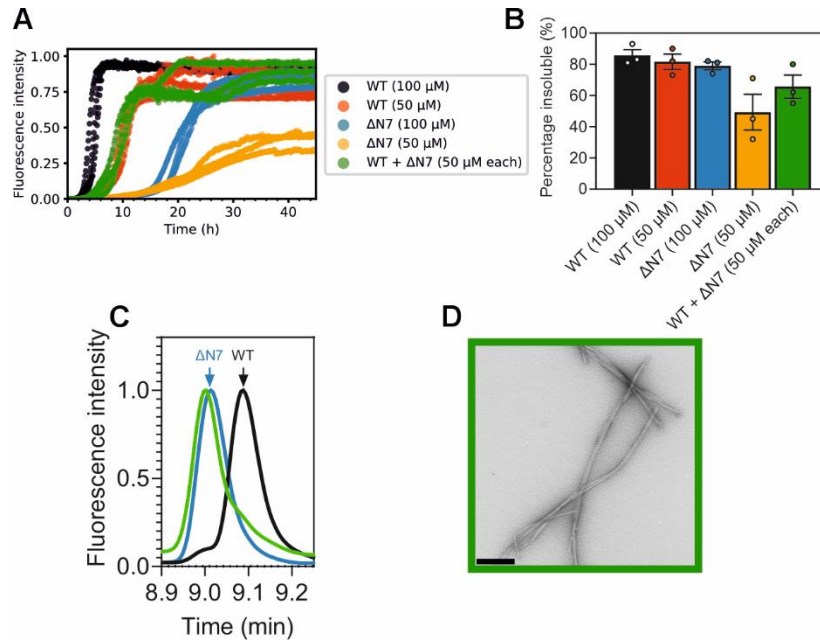 A
Fluorescence intensity
1.00
0.75
0.50
0.25
0.00
0 10 20 30 40
Time (h)
WT (100 μM)
WT (50 μM)
ΔN7 (100 μM)
ΔN7 (50 μM)
WT + ΔN7 (50 μM each)
B
Percentage insoluble (%)
100
80
60
40
20
0
WT (100 μM)
WT (50 μM)
ΔN7 (100 μM)
ΔN7 (50 μM)
WT + ΔN7 (50 μM each)
C
ΔN7 WT
Fluorescence intensity
1.0
0.5
0.0
8.9 9.0 9.1 9.2
Time (min)
D